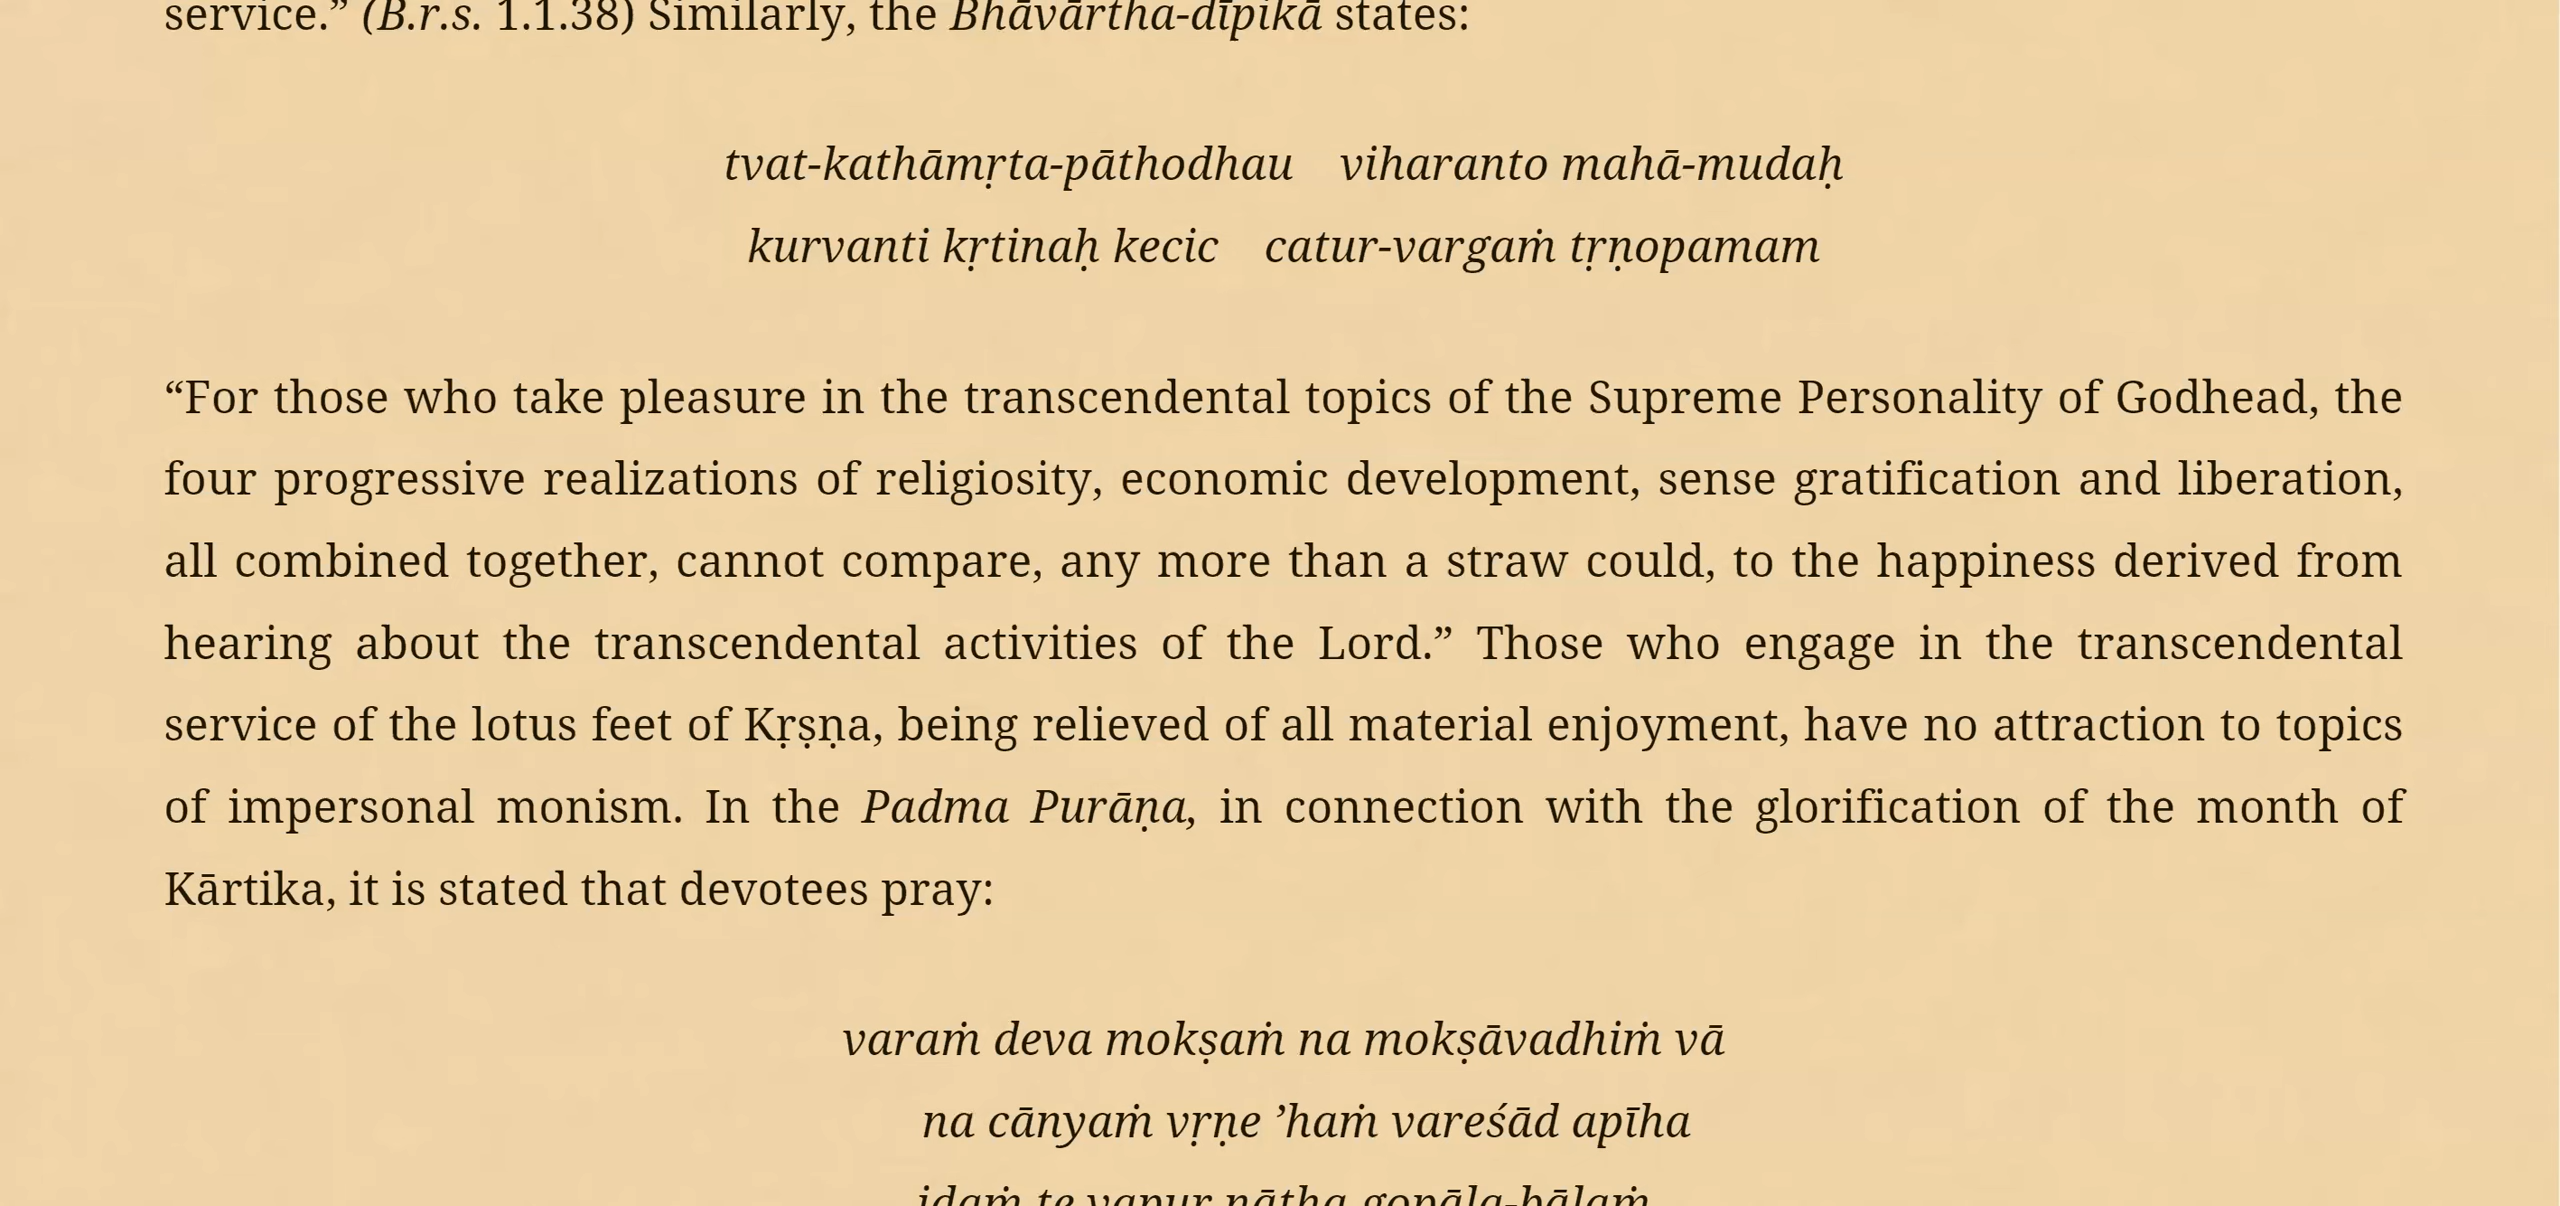 service.” (B.r.s. 1.1.38) Similarly, the Bhāvārtha-dīpikā states:
tvat-kathāmṛta-pāthodhau viharanto mahā-mudaḥ
kurvanti kṛtinaḥ kecic catur-vargaṁ tṛṇopamam
“For those who take pleasure in the transcendental topics of the Supreme Personality of Godhead, the
four progressive realizations of religiosity, economic development, sense gratification and liberation,
all combined together, cannot compare, any more than a straw could, to the happiness derived from
hearing about the transcendental activities of the Lord.” Those who engage in the transcendental
service of the lotus feet of Kṛṣṇa, being relieved of all material enjoyment, have no attraction to topics
of impersonal monism. In the Padma Purāṇa, in connection with the glorification of the month of
Kārtika, it is stated that devotees pray:
varaṁ deva mokṣaṁ na mokṣāvadhiṁ vā
na cānyaṁ vṛṇe ’haṁ vareśād apīha
idaṁ te vapur nātha gopāla-bālaṁ